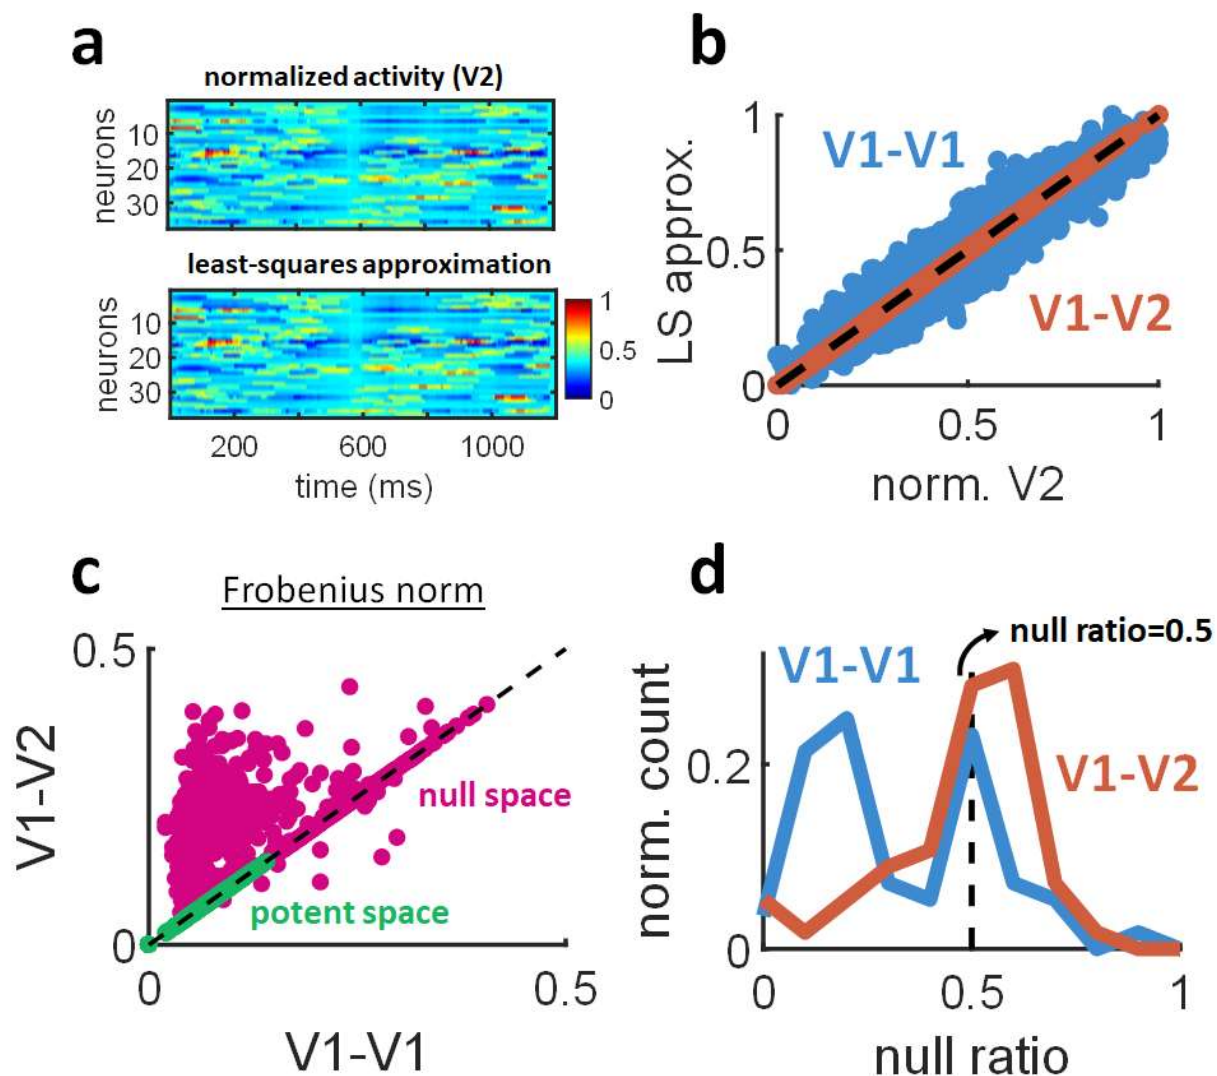 a
normalized activity (V2)
neurons
10
20
30
least-squares approximation
neurons
10
20
30
1
0.5
0
200
600
1000
time (ms)
b
1
0.5
0
LS approx.
V1-V1
V1-V2
0
0.5
1
norm. V2
c
Frobenius norm
0.5
0
V1-V2
null space
potent space
0
0.5
V1-V1
d
null ratio=0.5
V1-V1
V1-V2
0.2
0
norm. count
0
0.5
1
null ratio